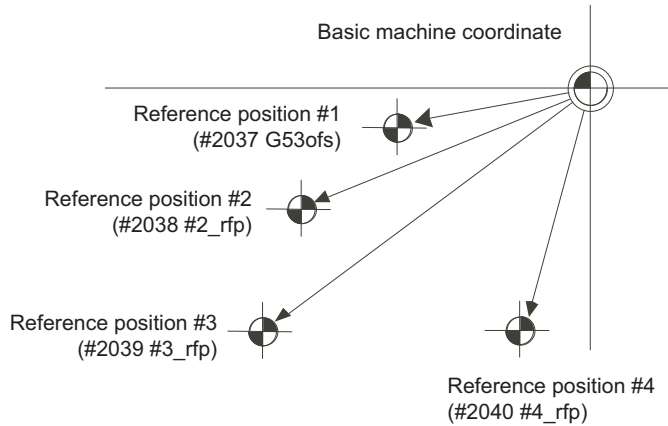 Basic machine coordinate
Reference position #1
(#2037 G53ofs)
Reference position #2
(#2038 #2_rfp)
Reference position #3
(#2039 #3_rfp)
Reference position #4
(#2040 #4_rfp)